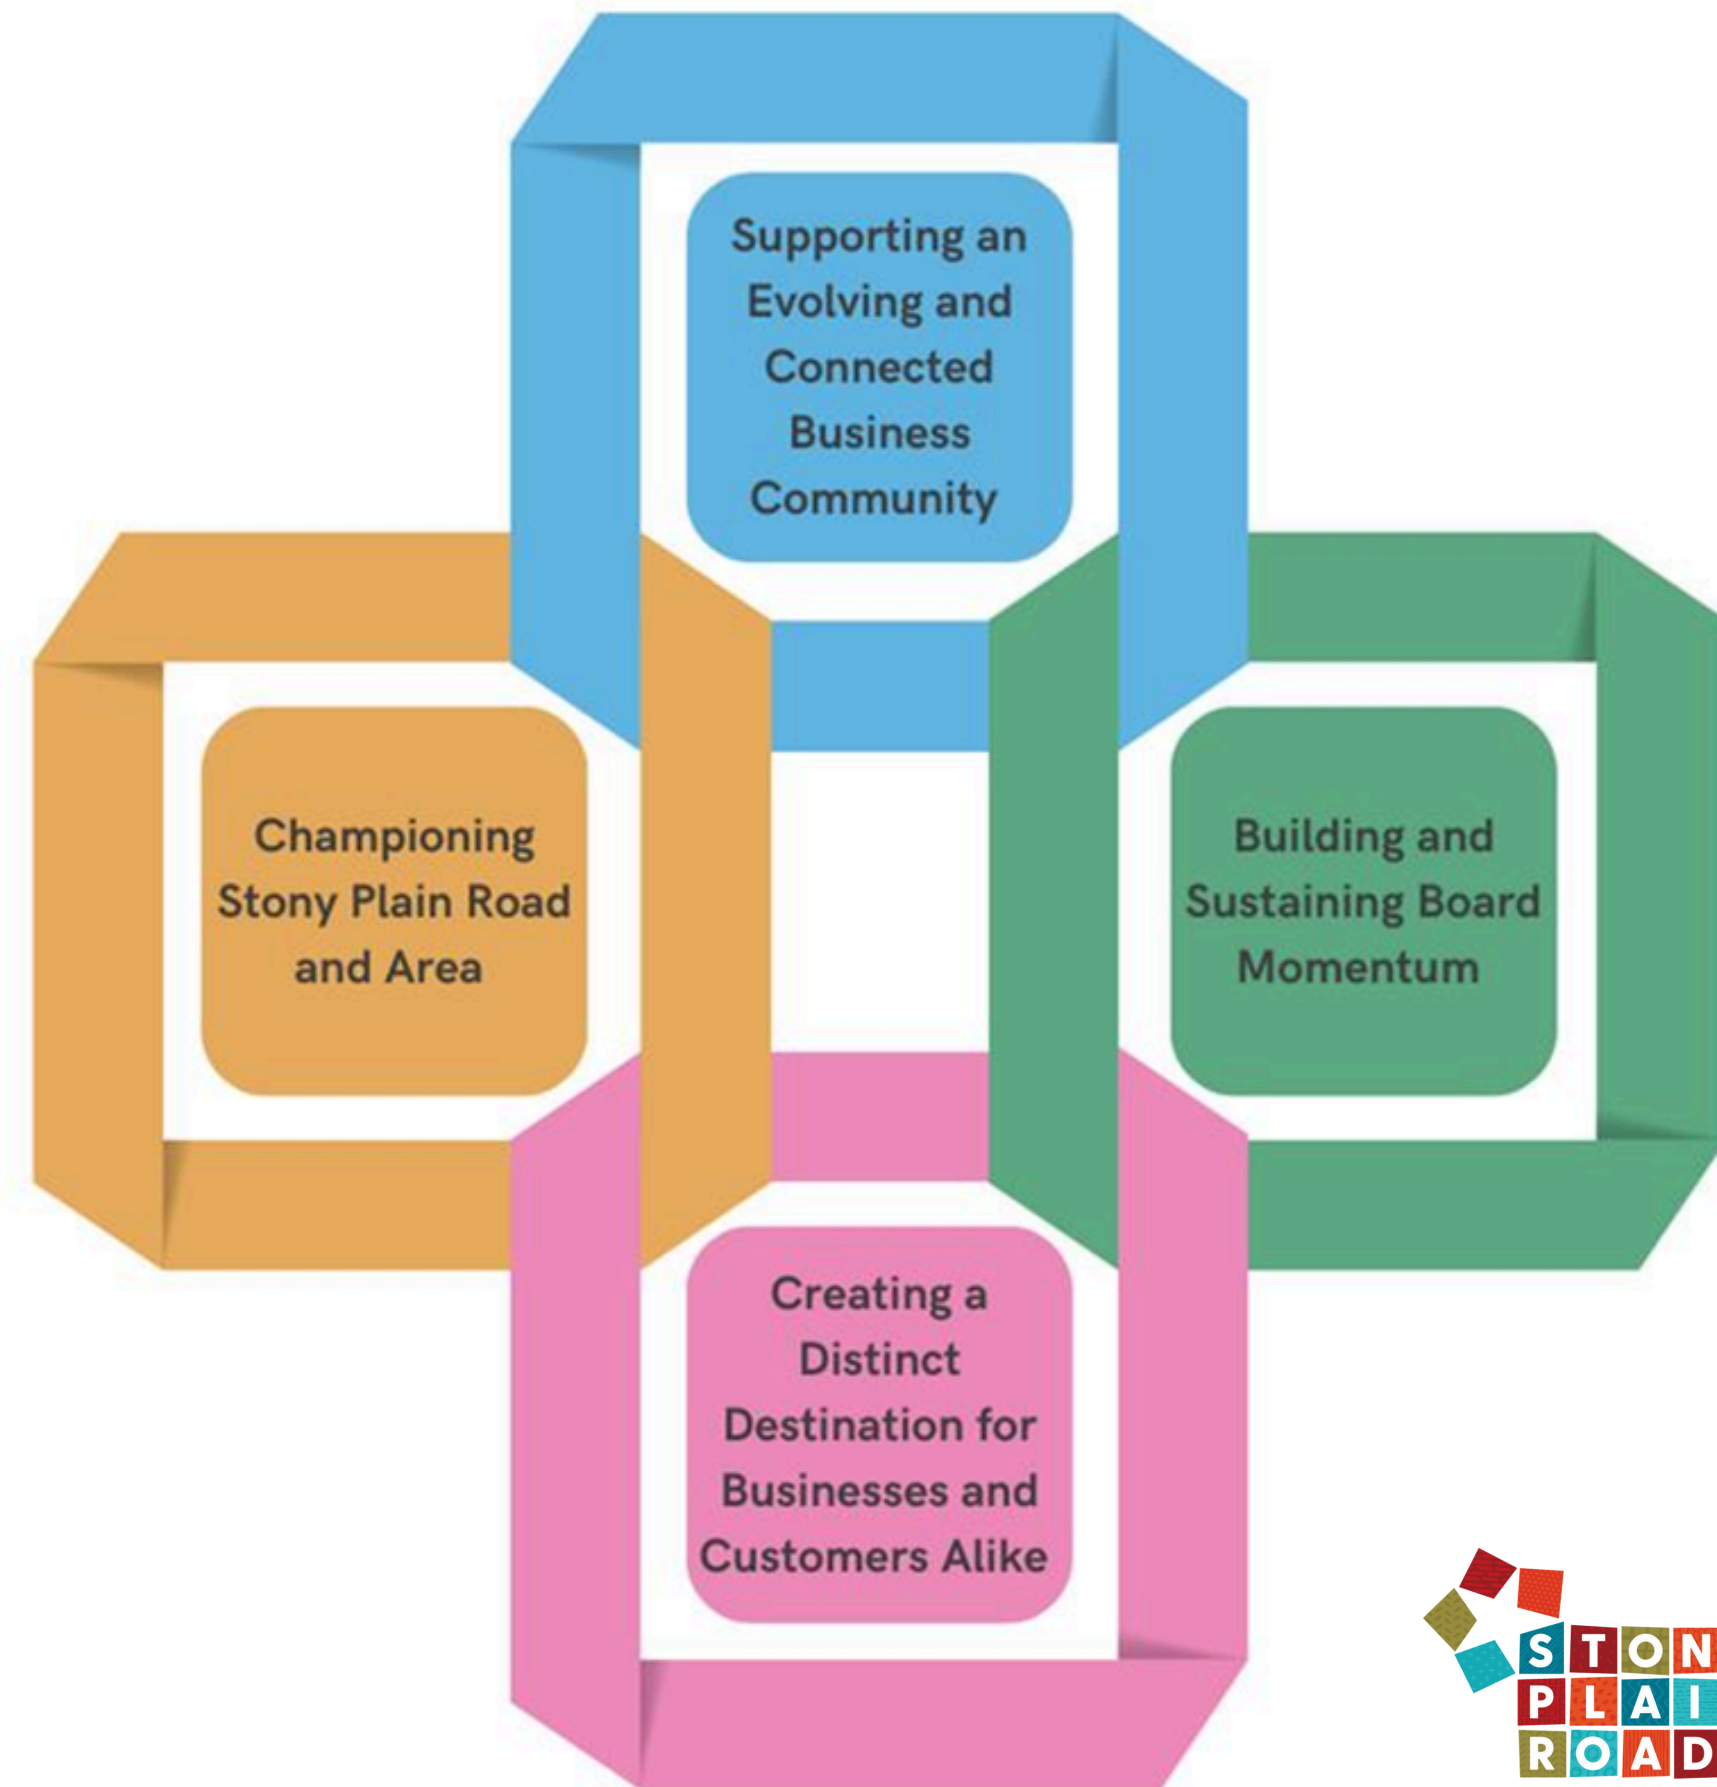 Supporting an
Evolving and
Connected
Business
Community
Championing
Stony Plain Road
and Area
Building and
Sustaining Board
Momentum
Creating a
Distinct
Destination for
Businesses and
Customers Alike
STON
PLAI
ROAD